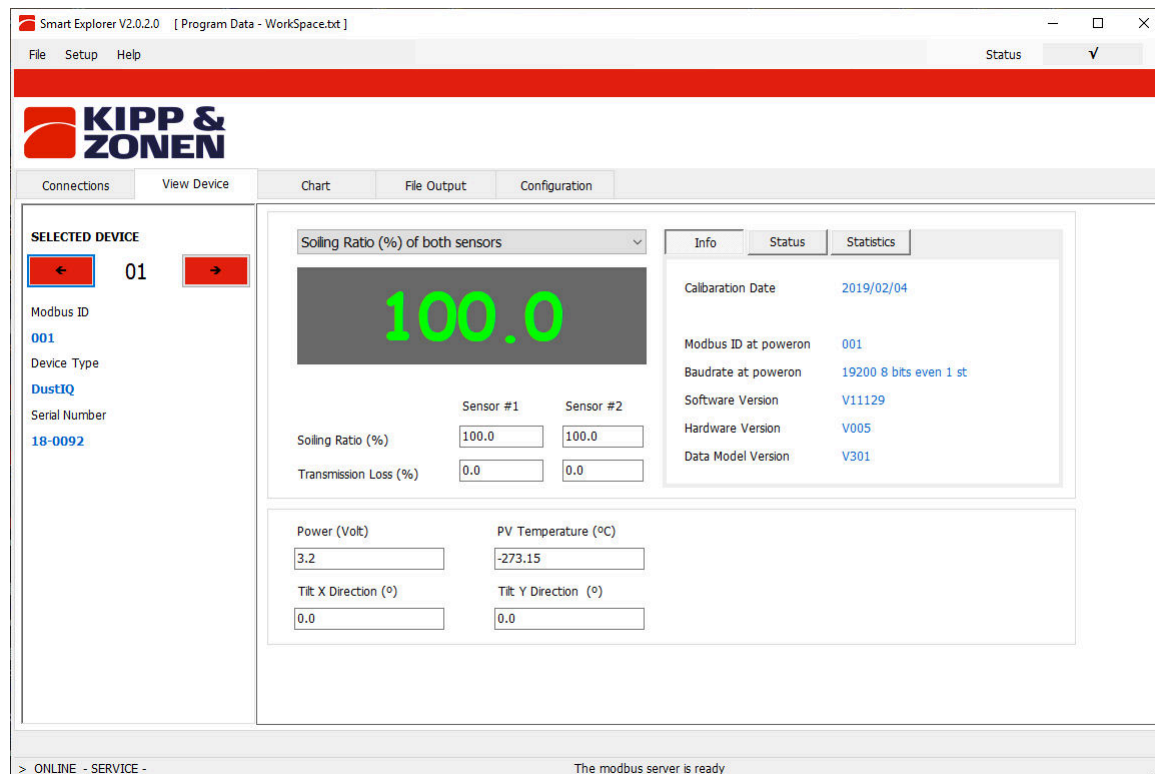 Smart Explorer V2.0.2.0 [ Program Data - WorkSpace.txt ]
File Setup Help Status √
KIPP &
ZONEN
Connections View Device Chart File Output Configuration
SELECTED DEVICE
← 01 →
Modbus ID
001
Device Type
DustIQ
Serial Number
18-0092
Soiling Ratio (%) of both sensors
100.0
Sensor #1 Sensor #2
Soiling Ratio (%) 100.0 100.0
Transmission Loss (%) 0.0 0.0
Info Status Statistics
Calibaration Date 2019/02/04
Modbus ID at poweron 001
Baudrate at poweron 19200 8 bits even 1 st
Software Version V11129
Hardware Version V005
Data Model Version V301
Power (Volt) PV Temperature (ºC)
3.2 -273.15
Tilt X Direction (º) Tilt Y Direction (º)
0.0 0.0
> ONLINE - SERVICE - The modbus server is ready